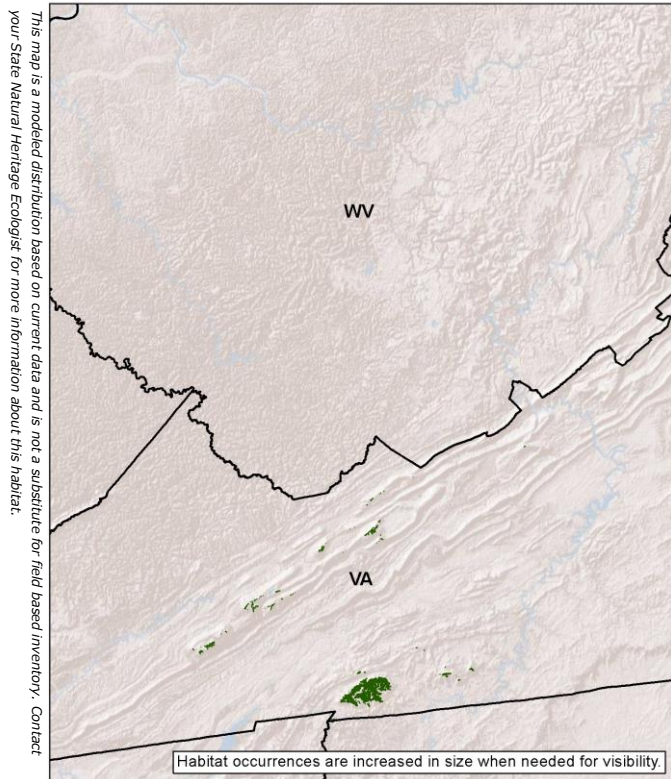 This map is a modeled distribution based on current data and is not a substitute for field based inventory. Contact
your State Natural Heritage Ecologist for more information about this habitat.
WV
VA
Habitat occurrences are increased in size when needed for visibility.